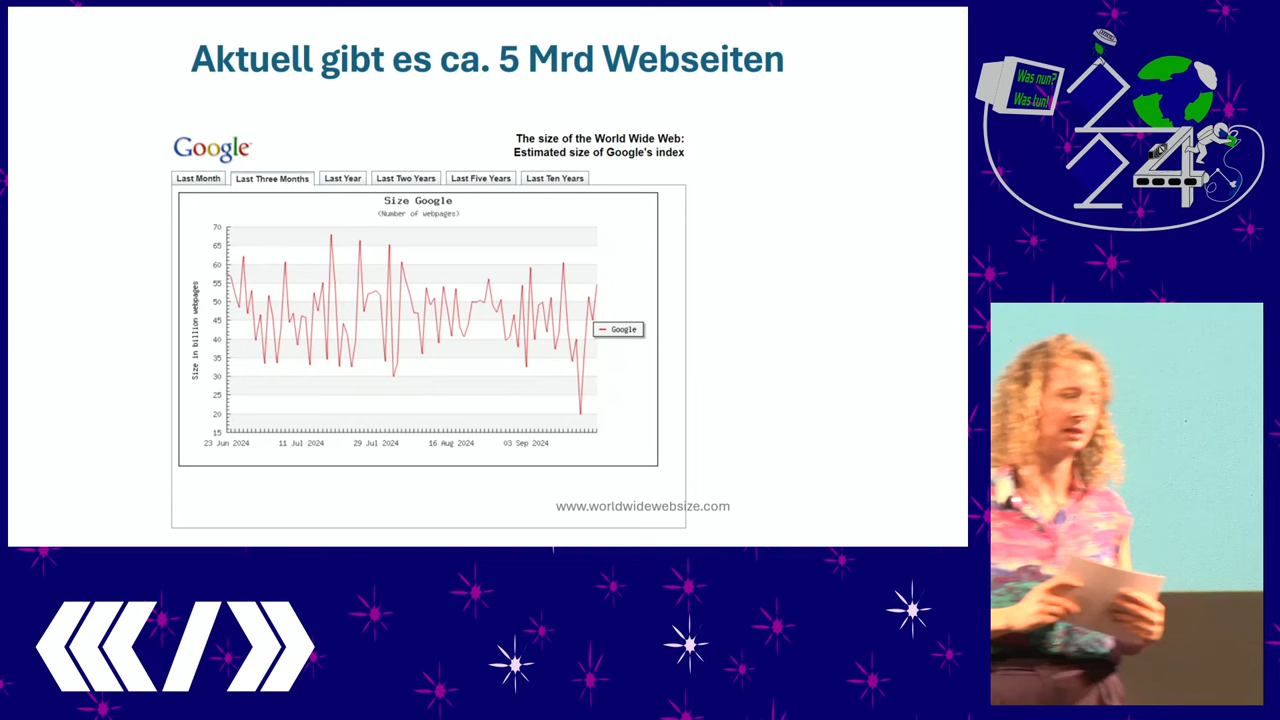 Aktuell gibt es ca. 5 Mrd Webseiten
Google
The size of the World Wide Web:
Estimated size of Google's index
Last Month
Last Three Months
Last Year
Last Two Years
Last Five Years
Last Ten Years
Size Google
(Number of webpages)
Size in billion webpages
70
65
60
55
50
45
40
35
30
25
20
15
23 Jun 2024
11 Jul 2024
29 Jul 2024
16 Aug 2024
03 Sep 2024
Google
www.worldwidewebsize.com
Was nun?
Was tun!
24